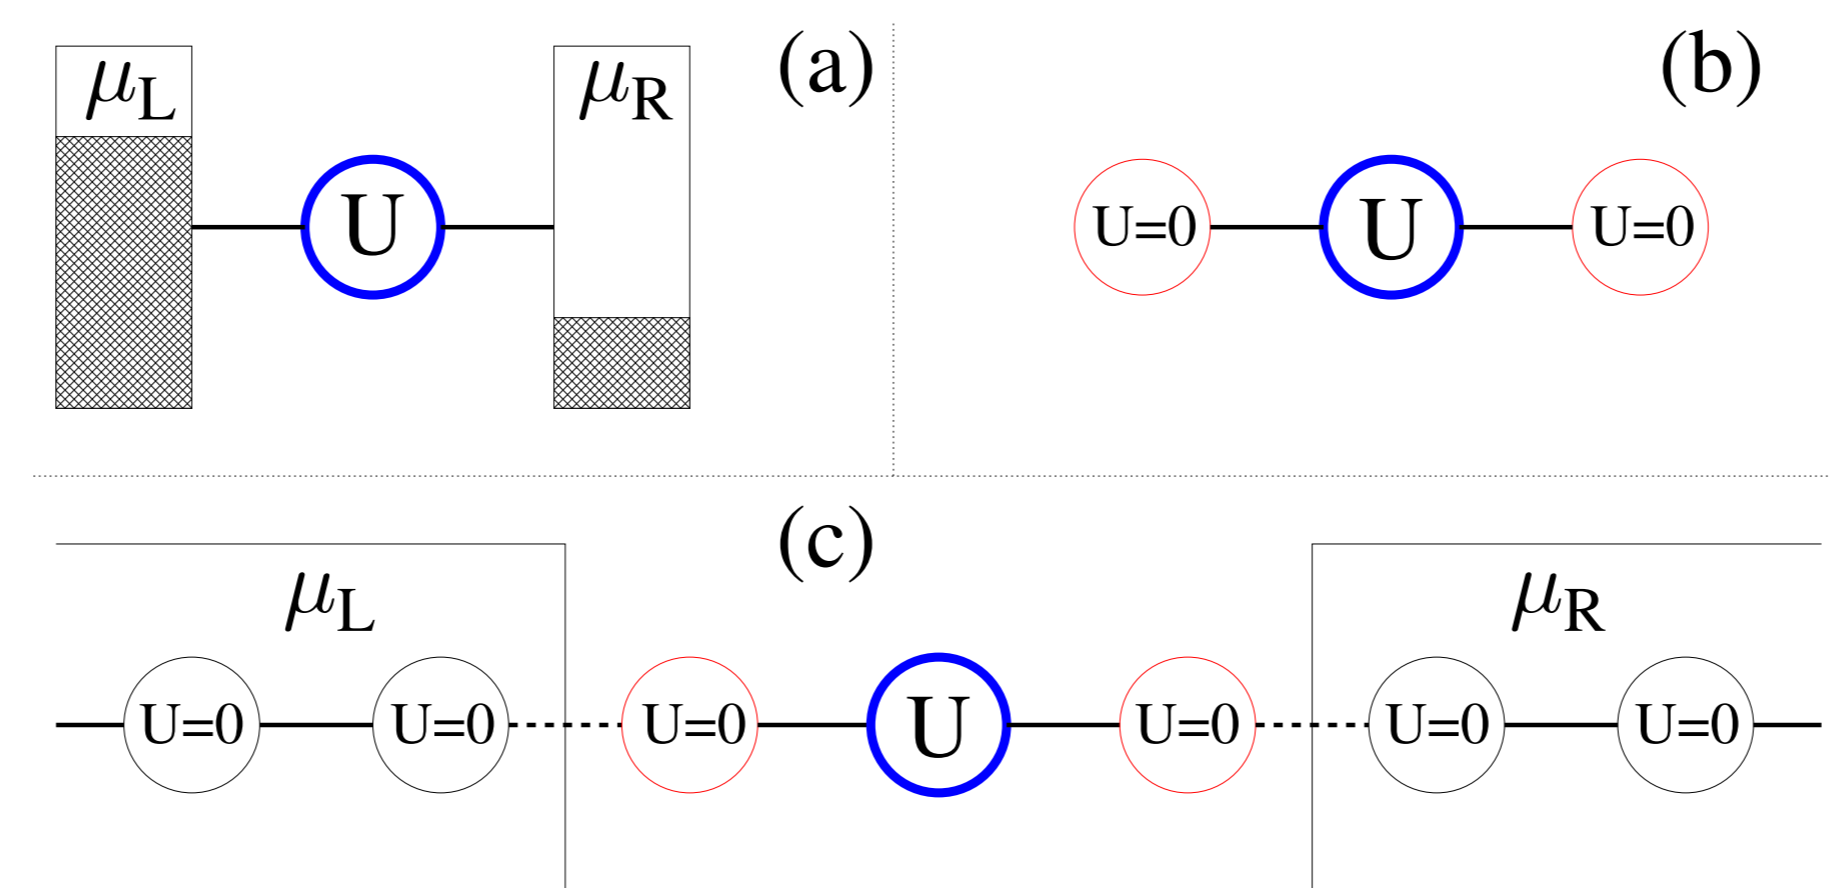 μL μR (a) (b)
U U=0 U U=0
(c)
μL μR
U=0 U=0 U=0 U U=0 U=0 U=0